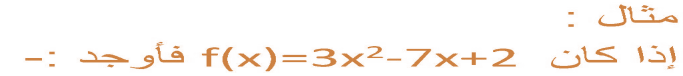 مثال :
إذا كان f(x)=3x²-7x+2 فأوجد :-